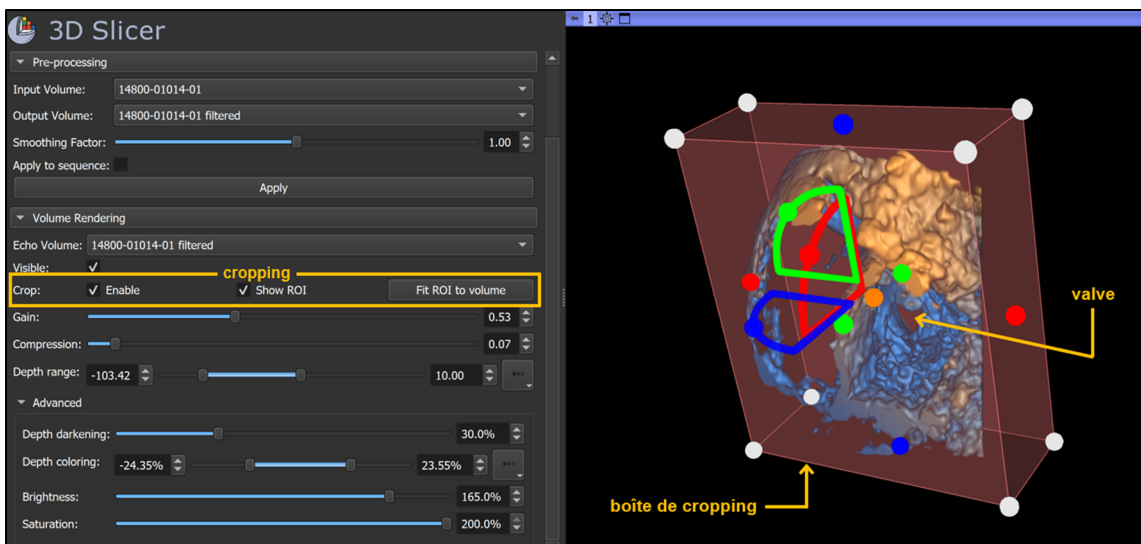 3D Slicer
Pre-processing
Input Volume: 14800-01014-01
Output Volume: 14800-01014-01 filtered
Smoothing Factor: 1.00
Apply to sequence:
Apply
Volume Rendering
Echo Volume: 14800-01014-01 filtered
Visible:
cropping
Crop: Enable Show ROI Fit ROI to volume
Gain: 0.53
Compression: 0.07
Depth range: -103.42 10.00
Advanced
Depth darkening: 30.0%
Depth coloring: -24.35% 23.55%
Brightness: 165.0%
Saturation: 200.0%
1
valve
boîte de cropping